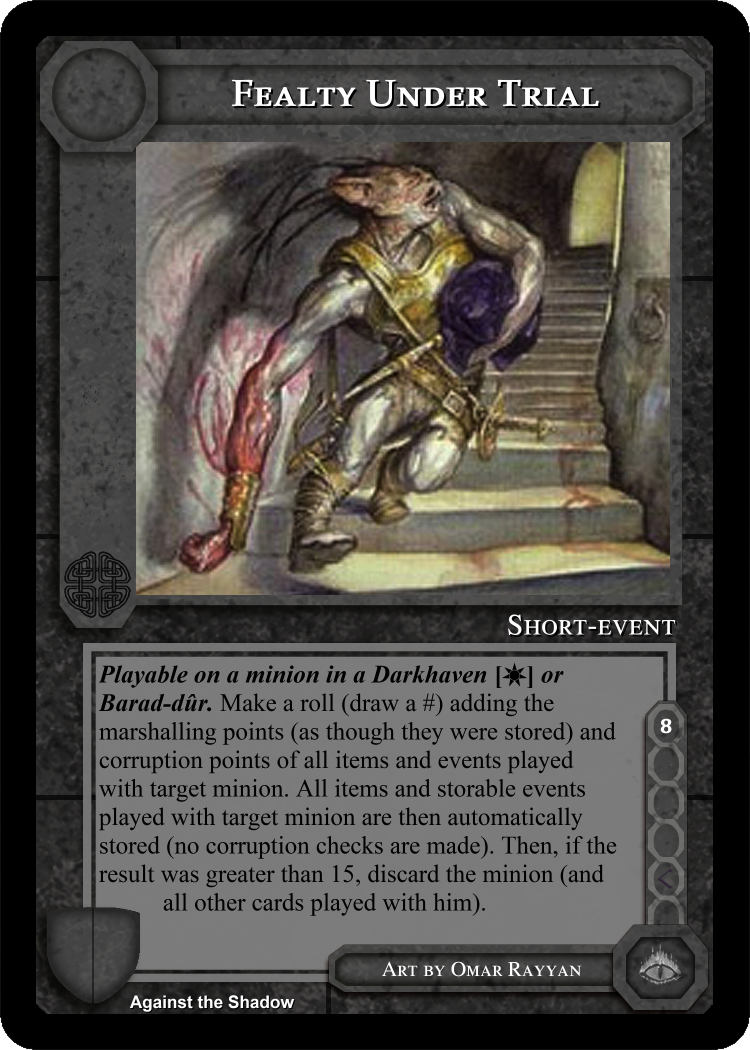 Fealty Under Trial
Short-event
Playable on a minion in a Darkhaven [✷] or
Barad-dûr. Make a roll (draw a #) adding the
marshalling points (as though they were stored) and
corruption points of all items and events played
with target minion. All items and storable events
played with target minion are then automatically
stored (no corruption checks are made). Then, if the
result was greater than 15, discard the minion (and
all other cards played with him).
8
Art by Omar Rayyan
Against the Shadow